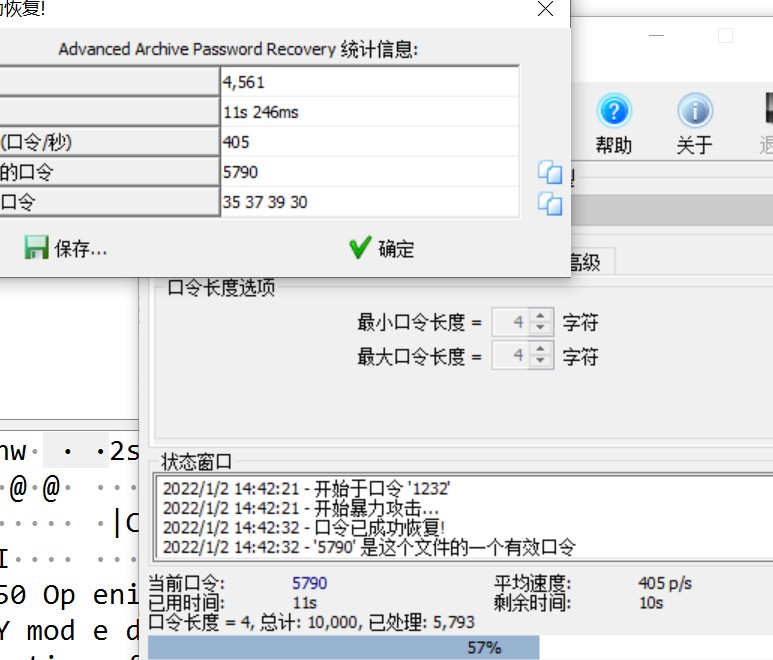 恢复!
Advanced Archive Password Recovery 统计信息:
4,561
11s 246ms
(口令/秒) 405
的口令 5790
口令 35 37 39 30
保存... 确定
帮助 关于 退
高级
口令长度选项
最小口令长度 = 4 字符
最大口令长度 = 4 字符
状态窗口
2022/1/2 14:42:21 - 开始于口令 '1232'
2022/1/2 14:42:21 - 开始暴力攻击...
2022/1/2 14:42:32 - 口令已成功恢复!
2022/1/2 14:42:32 - '5790' 是这个文件的一个有效口令
当前口令: 5790 平均速度: 405 p/s
已用时间: 11s 剩余时间: 10s
口令长度 = 4, 总计: 10,000, 已处理: 5,793
57%
nw· · ·2s
·@·@· ···
····· ·|C
I···· ···
50 Op eni
Y mod e d